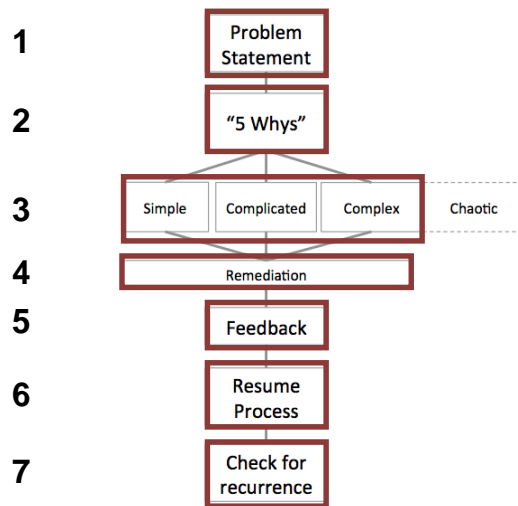 1
Problem
Statement
2
“5 Whys”
3
Simple
Complicated
Complex
Chaotic
4
Remediation
5
Feedback
6
Resume
Process
7
Check for
recurrence